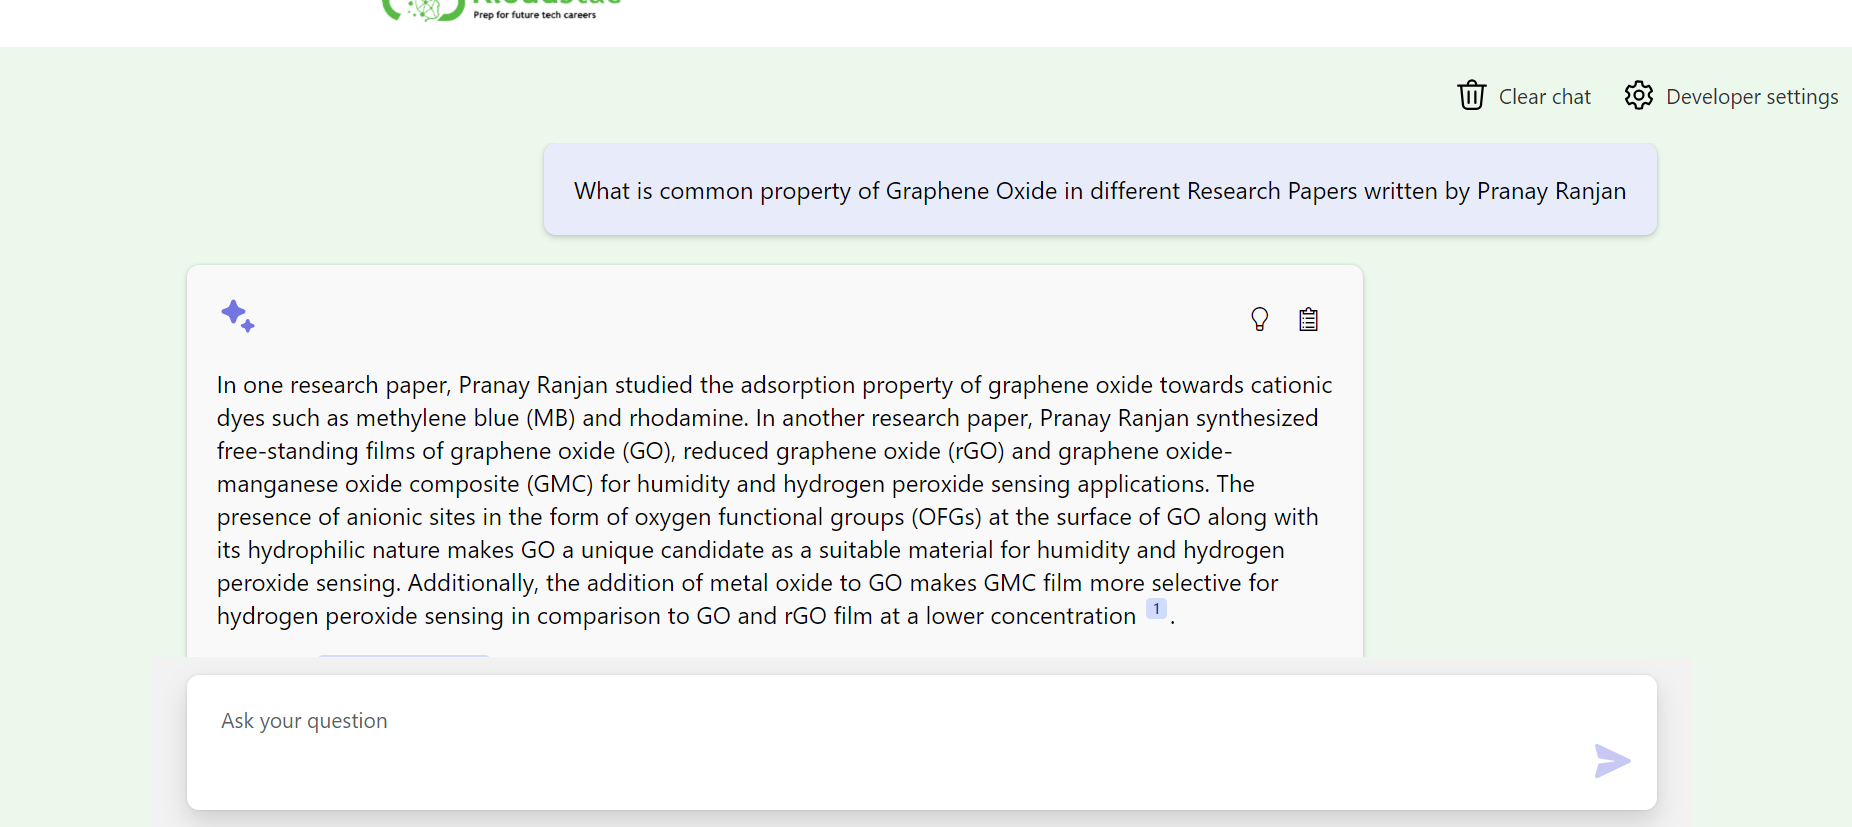 Prep for future tech careers
Clear chat
Developer settings
What is common property of Graphene Oxide in different Research Papers written by Pranay Ranjan
In one research paper, Pranay Ranjan studied the adsorption property of graphene oxide towards cationic
dyes such as methylene blue (MB) and rhodamine. In another research paper, Pranay Ranjan synthesized
free-standing films of graphene oxide (GO), reduced graphene oxide (rGO) and graphene oxide-
manganese oxide composite (GMC) for humidity and hydrogen peroxide sensing applications. The
presence of anionic sites in the form of oxygen functional groups (OFGs) at the surface of GO along with
its hydrophilic nature makes GO a unique candidate as a suitable material for humidity and hydrogen
peroxide sensing. Additionally, the addition of metal oxide to GO makes GMC film more selective for
hydrogen peroxide sensing in comparison to GO and rGO film at a lower concentration 1.
Ask your question